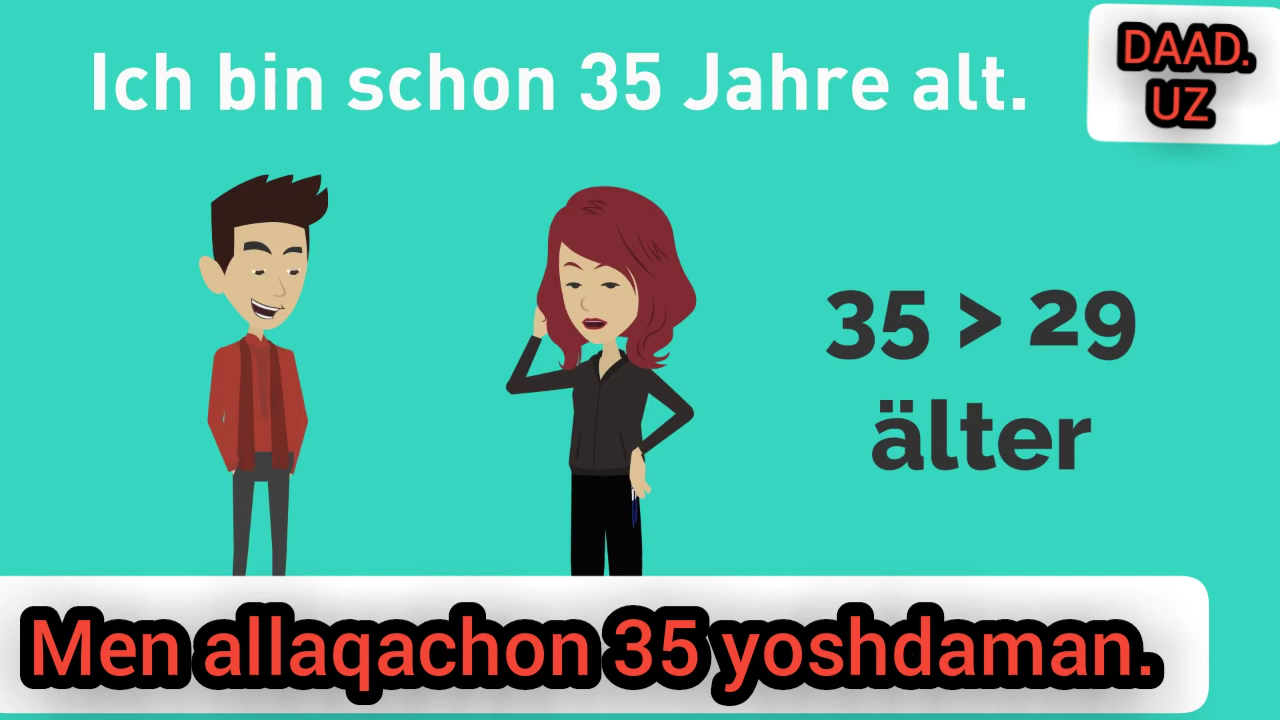 Ich bin schon 35 Jahre alt.
DAAD.
UZ
35 > 29
älter
Men allaqachon 35 yoshdaman.